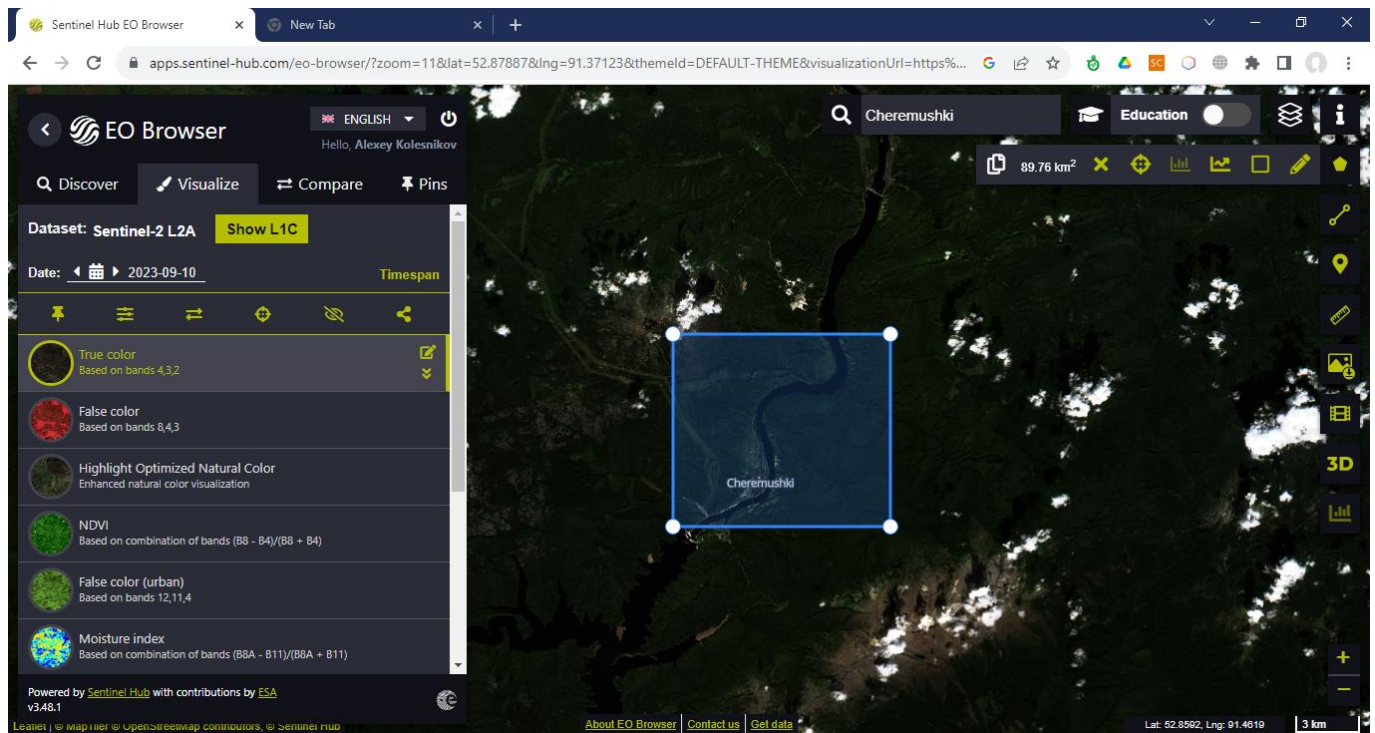 Sentinel Hub EO Browser
New Tab
apps.sentinel-hub.com/eo-browser/?zoom=11&lat=52.87887&lng=91.37123&themeId=DEFAULT-THEME&visualizationUrl=https%...
EO Browser
ENGLISH
Hello, Alexey Kolesnikov
Cheremushki
Education
Discover
Visualize
Compare
Pins
89.76 km²
Dataset: Sentinel-2 L2A
Show L1C
Date: 2023-09-10
Timespan
True color
Based on bands 4,3,2
False color
Based on bands 8,4,3
Highlight Optimized Natural Color
Enhanced natural color visualization
NDVI
Based on combination of bands (B8 - B4)/(B8 + B4)
False color (urban)
Based on bands 12,11,4
Moisture index
Based on combination of bands (B8A - B11)/(B8A + B11)
Cheremushki
3D
Powered by Sentinel Hub with contributions by ESA
v3.48.1
Leaflet | © MapTiler © OpenStreetMap contributors, © Sentinel Hub
About EO Browser | Contact us | Get data
Lat: 52.8592, Lng: 91.4619
3 km